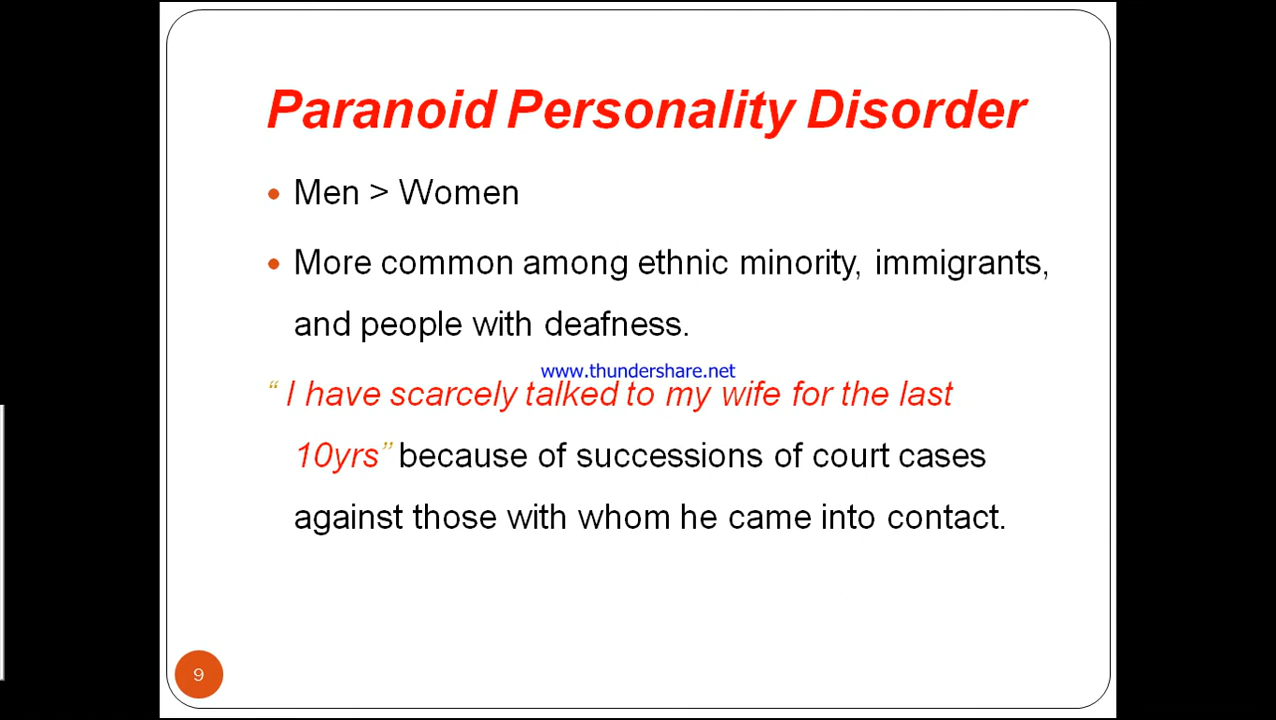 Paranoid Personality Disorder
• Men > Women
• More common among ethnic minority, immigrants,
and people with deafness.
www.thundershare.net
“ I have scarcely talked to my wife for the last
10yrs” because of successions of court cases
against those with whom he came into contact.
9